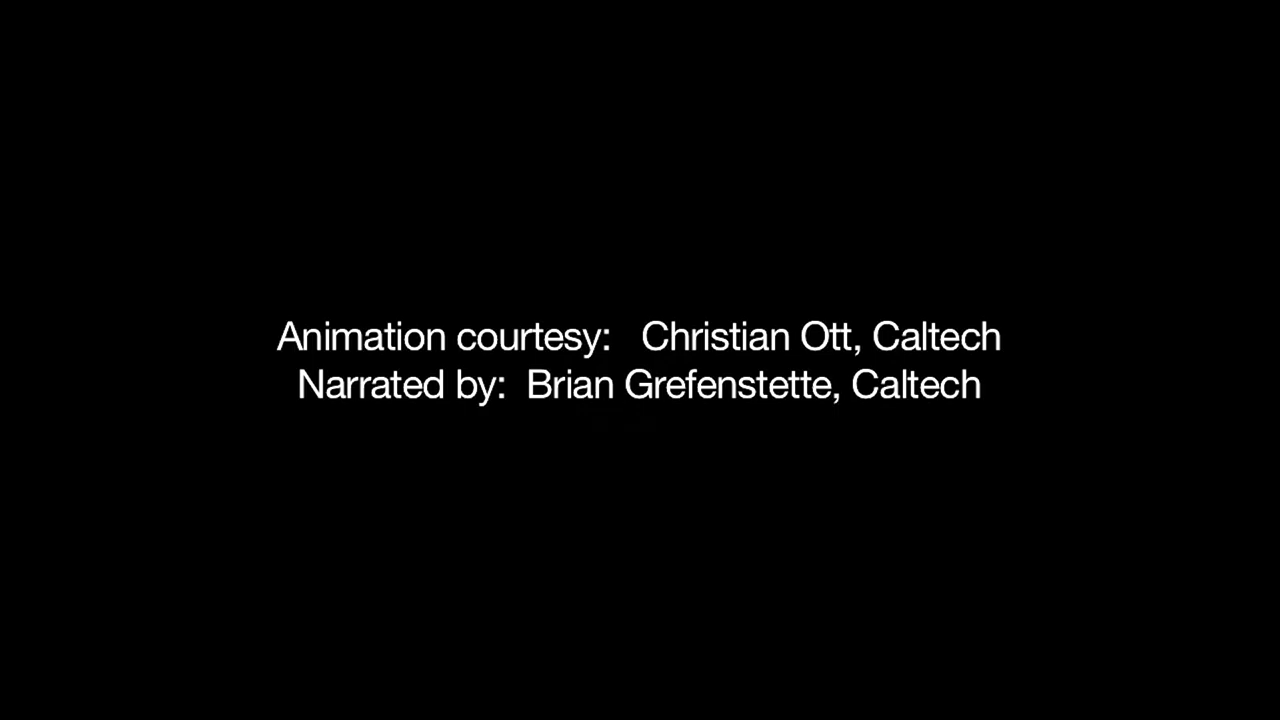 Animation courtesy: Christian Ott, Caltech
Narrated by: Brian Grefenstette, Caltech